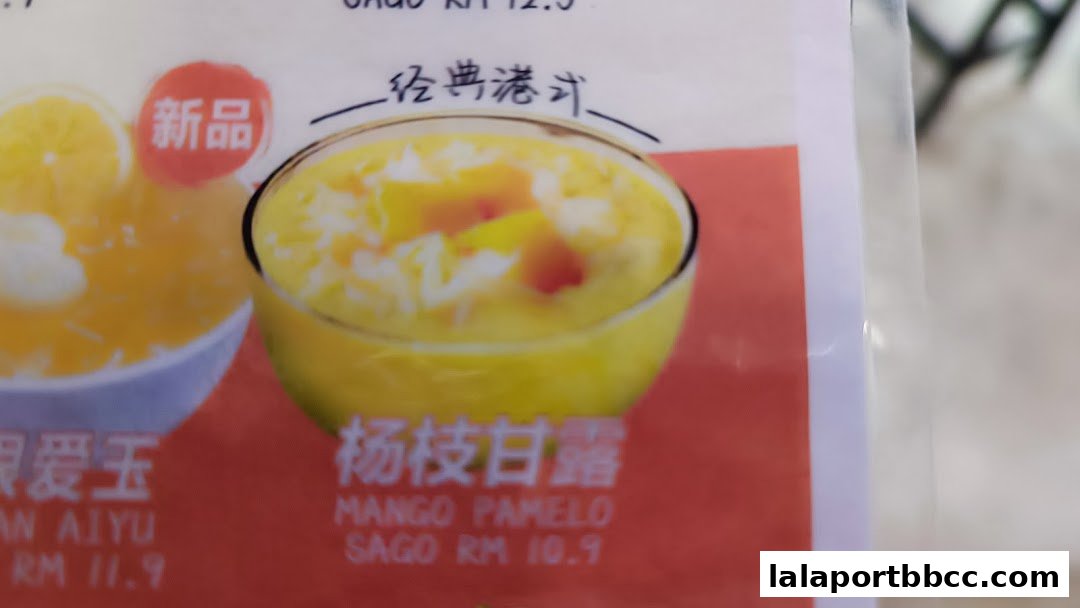 SAGO RM 12.9
经典港式
新品
爱玉
AIYU
RM 11.9
杨枝甘露
MANGO PAMELO
SAGO RM 10.9
lalaportbbcc.com